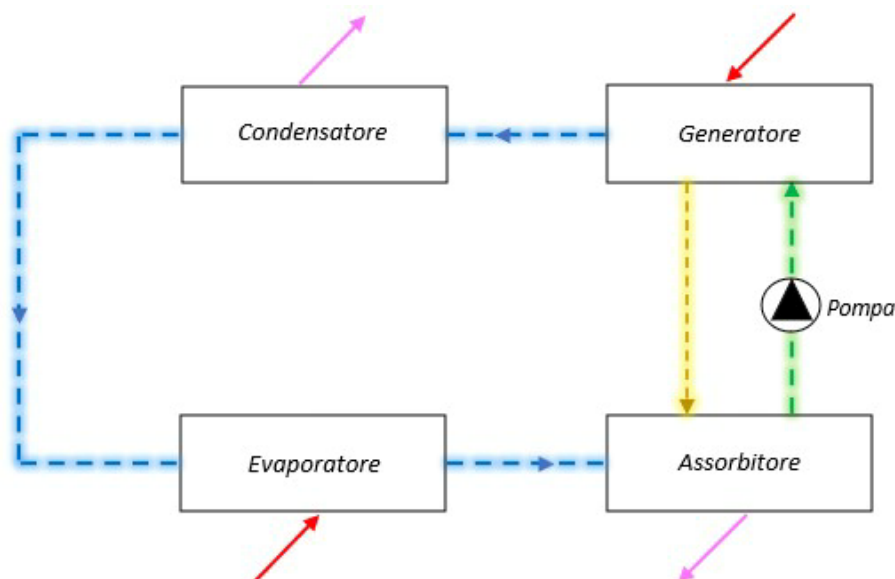 Condensatore
Generatore
Pompa
Evaporatore
Assorbitore